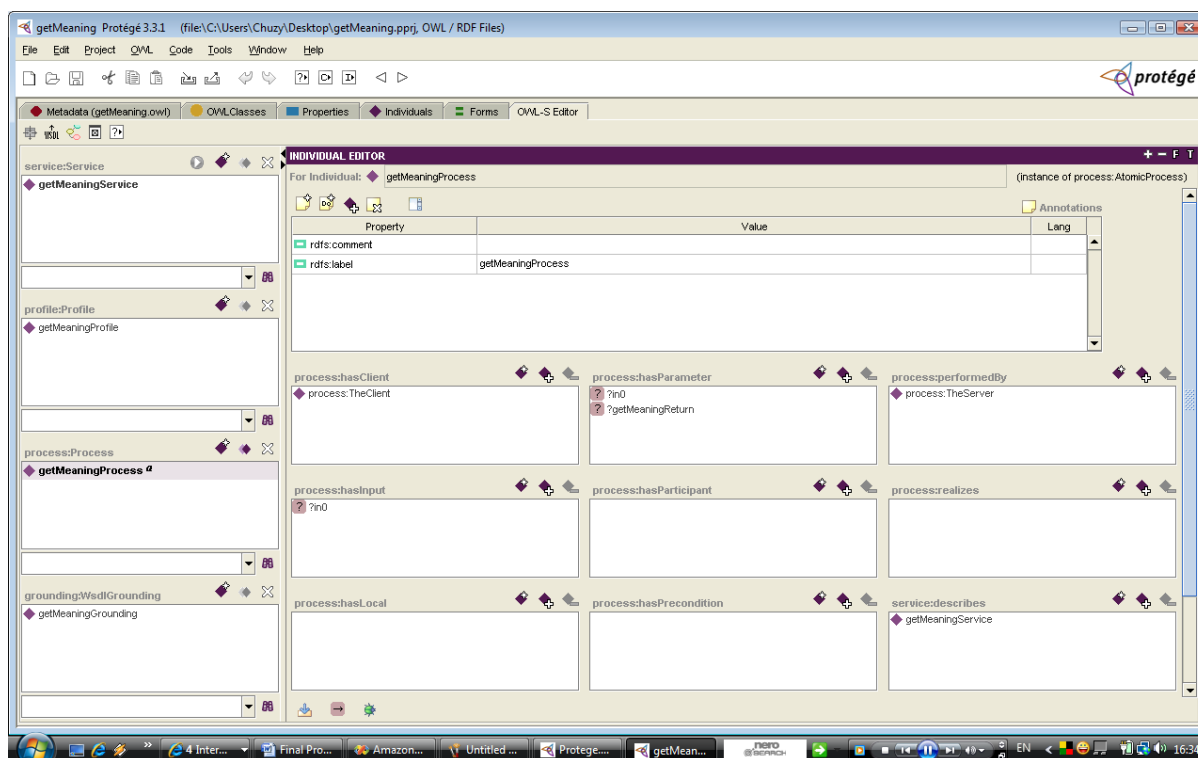 getMeaning Protégé 3.3.1 (file:\C:\Users\Chuzy\Desktop\getMeaning.pprj, OWL / RDF Files)
File Edit Project OWL Code Tools Window Help
protégé
Metadata (getMeaning.owl) OWLClasses Properties Individuals Forms OWL-S Editor
WSDL
service:Service
getMeaningService
profile:Profile
getMeaningProfile
process:Process
getMeaningProcess
grounding:WsdlGrounding
getMeaningGrounding
INDIVIDUAL EDITOR + − F T
For Individual: getMeaningProcess (instance of process:AtomicProcess)
Annotations
Property Value Lang
rdfs:comment
rdfs:label getMeaningProcess
process:hasClient process:hasParameter process:performedBy
process:TheClient ?in0 process:TheServer
?getMeaningReturn
process:hasInput process:hasParticipant process:realizes
?in0
process:hasLocal process:hasPrecondition service:describes
getMeaningService
4 Inter... Final Pro... Amazon... Untitled ... Protege.... getMean... nero SEARCH EN 16:34